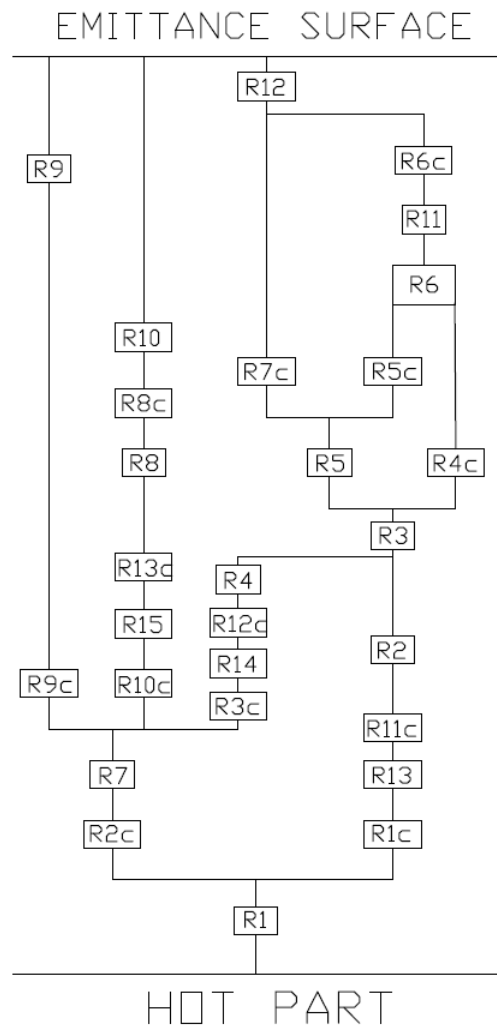 EMITTANCE SURFACE
R12
R6c
R9
R11
R6
R10
R7c R5c
R8c
R8 R5 R4c
R3
R13c R4
R15 R12c
R2
R14
R9c R10c
R3c
R11c
R7 R13
R2c R1c
R1
HOT PART